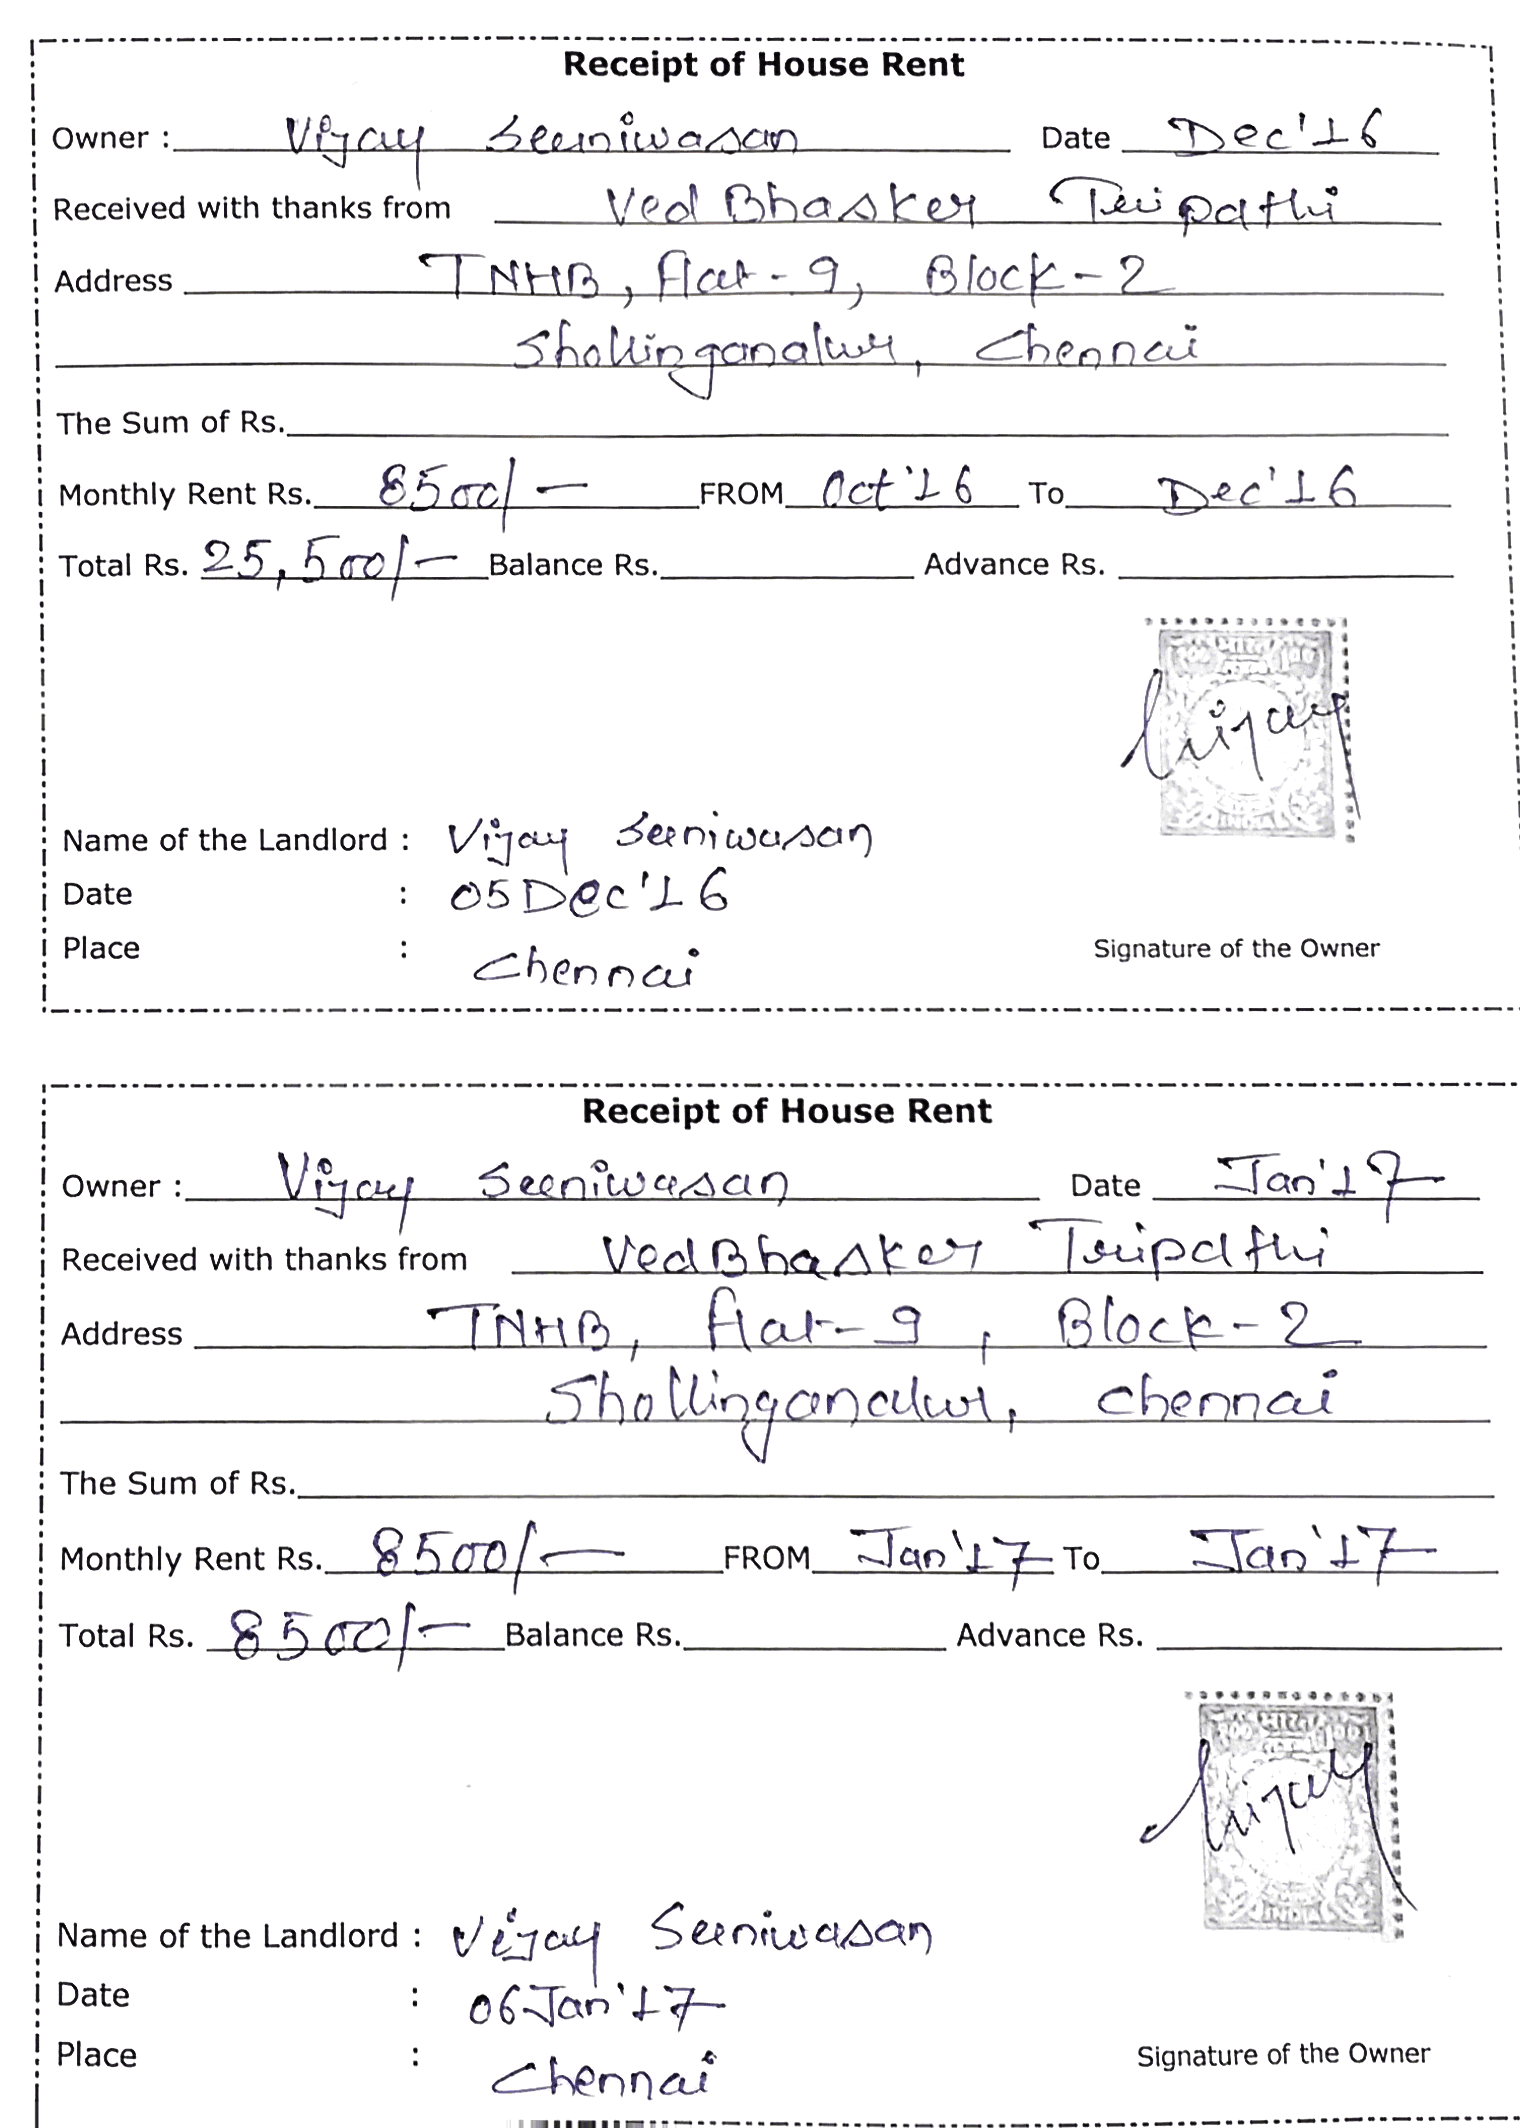 Receipt of House Rent
Owner : Vijay Seeniwasan Date Dec'16
Received with thanks from Ved Bhasker Tripathi
Address TNHB, flat-9, Block-2
Shollinganalur, Chennai
The Sum of Rs.
Monthly Rent Rs. 8500/- FROM Oct'16 To Dec'16
Total Rs. 25,500/- Balance Rs. Advance Rs.
Vijay
Name of the Landlord : Vijay Seeniwasan
Date : 05 Dec'16
Place : Chennai
Signature of the Owner
Receipt of House Rent
Owner : Vijay Seeniwasan Date Jan'17
Received with thanks from Ved Bhasker Tripathi
Address TNHB, flat-9, Block-2
Shollinganalur, Chennai
The Sum of Rs.
Monthly Rent Rs. 8500/- FROM Jan'17 To Jan'17
Total Rs. 8500/- Balance Rs. Advance Rs.
Vijay
INDIA
Name of the Landlord : Vijay Seeniwasan
Date : 06 Jan'17
Place : Chennai
Signature of the Owner